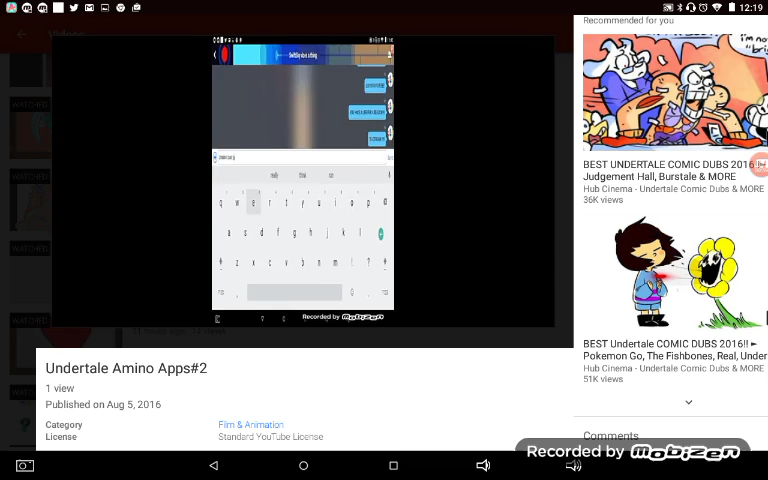 12:19
Recommended for you
BEST UNDERTALE COMIC DUBS 2016!! ►
Judgement Hall, Burstale & MORE
Hub Cinema - Undertale Comic Dubs & MORE
36K views
q w e r t y u i o p
a s d f g h j k l
z x c v b n m ! ?
Recorded by mobizen
BEST Undertale COMIC DUBS 2016!! ►
Pokemon Go, The Fishbones, Real, Under
Hub Cinema - Undertale Comic Dubs & MORE
51K views
Undertale Amino Apps#2
1 view
Published on Aug 5, 2016
Category Film & Animation
License Standard YouTube License
Comments
Recorded by mobizen